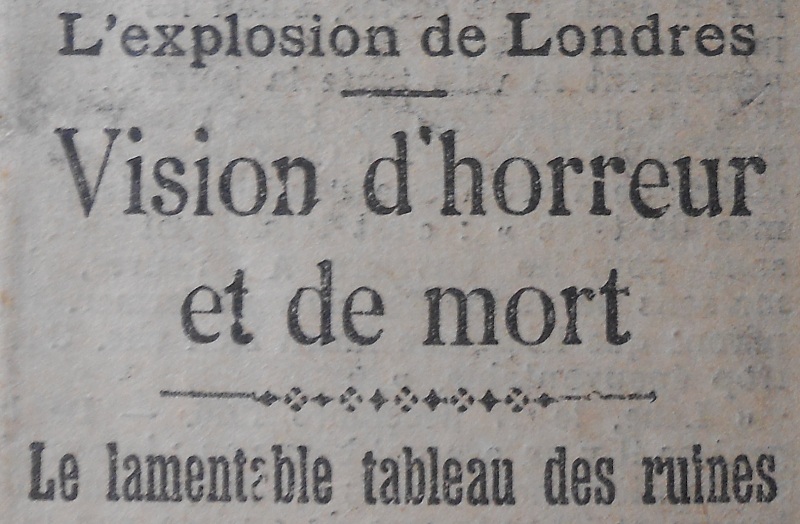 L'explosion de Londres
Vision d'horreur
et de mort
Le lamentable tableau des ruines